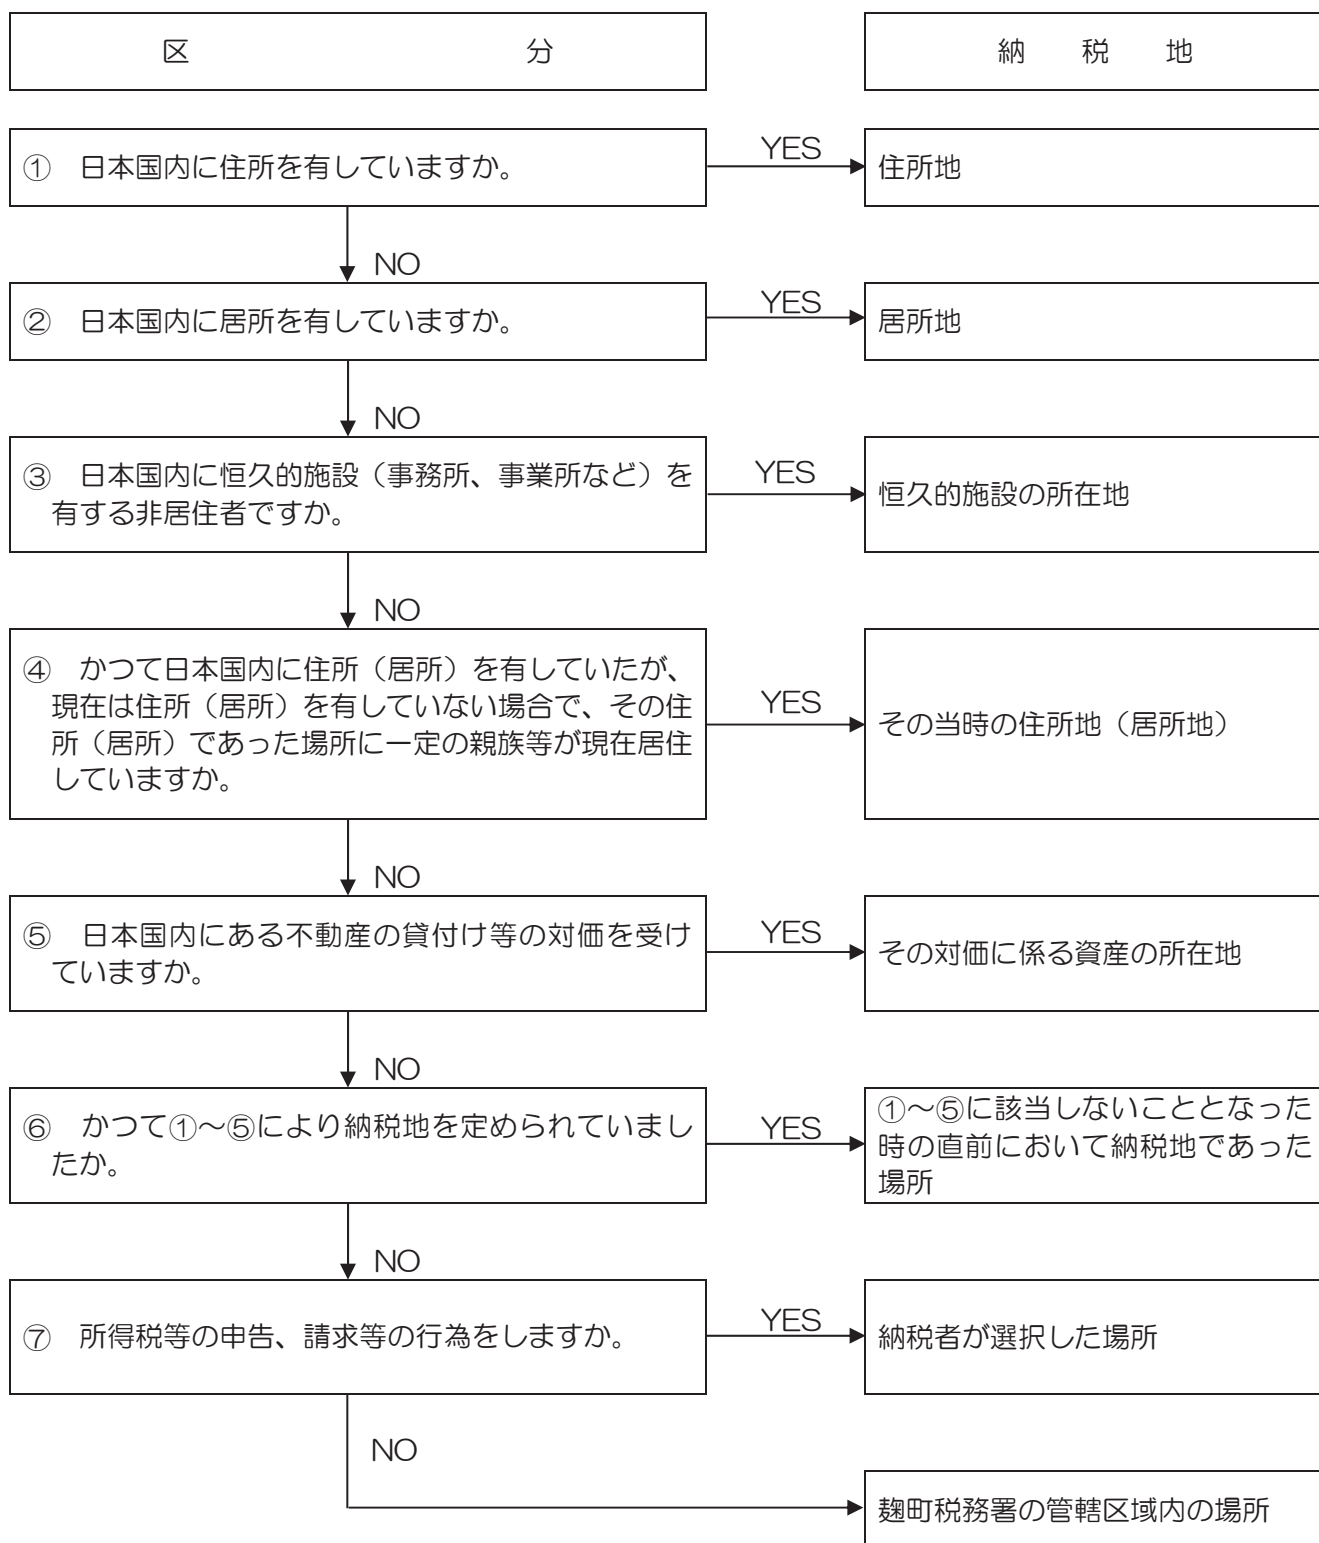 区　　　　　　　　　　　　分
納　税　地
①　日本国内に住所を有していますか。
YES
住所地
NO
②　日本国内に居所を有していますか。
YES
居所地
NO
③　日本国内に恒久的施設（事務所、事業所など）を
有する非居住者ですか。
YES
恒久的施設の所在地
NO
④　かつて日本国内に住所（居所）を有していたが、
現在は住所（居所）を有していない場合で、その住
所（居所）であった場所に一定の親族等が現在居住
していますか。
YES
その当時の住所地（居所地）
NO
⑤　日本国内にある不動産の貸付け等の対価を受け
ていますか。
YES
その対価に係る資産の所在地
NO
⑥　かつて①～⑤により納税地を定められていまし
たか。
YES
①～⑤に該当しないこととなった
時の直前において納税地であった
場所
NO
⑦　所得税等の申告、請求等の行為をしますか。
YES
納税者が選択した場所
NO
麹町税務署の管轄区域内の場所